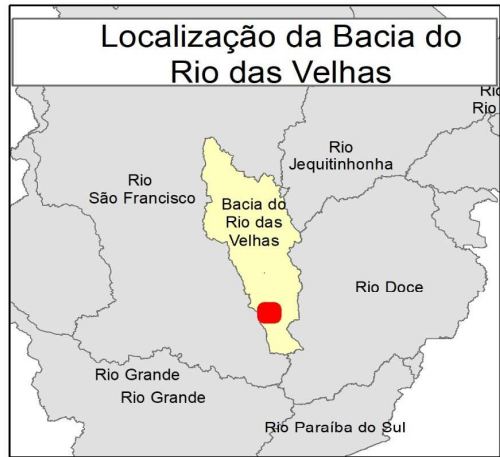 Localização da Bacia do
Rio das Velhas
Rio
Rio
Rio
Jequitinhonha
Rio
São Francisco
Bacia do
Rio das
Velhas
Rio Doce
Rio Grande
Rio Grande
Rio Paraíba do Sul